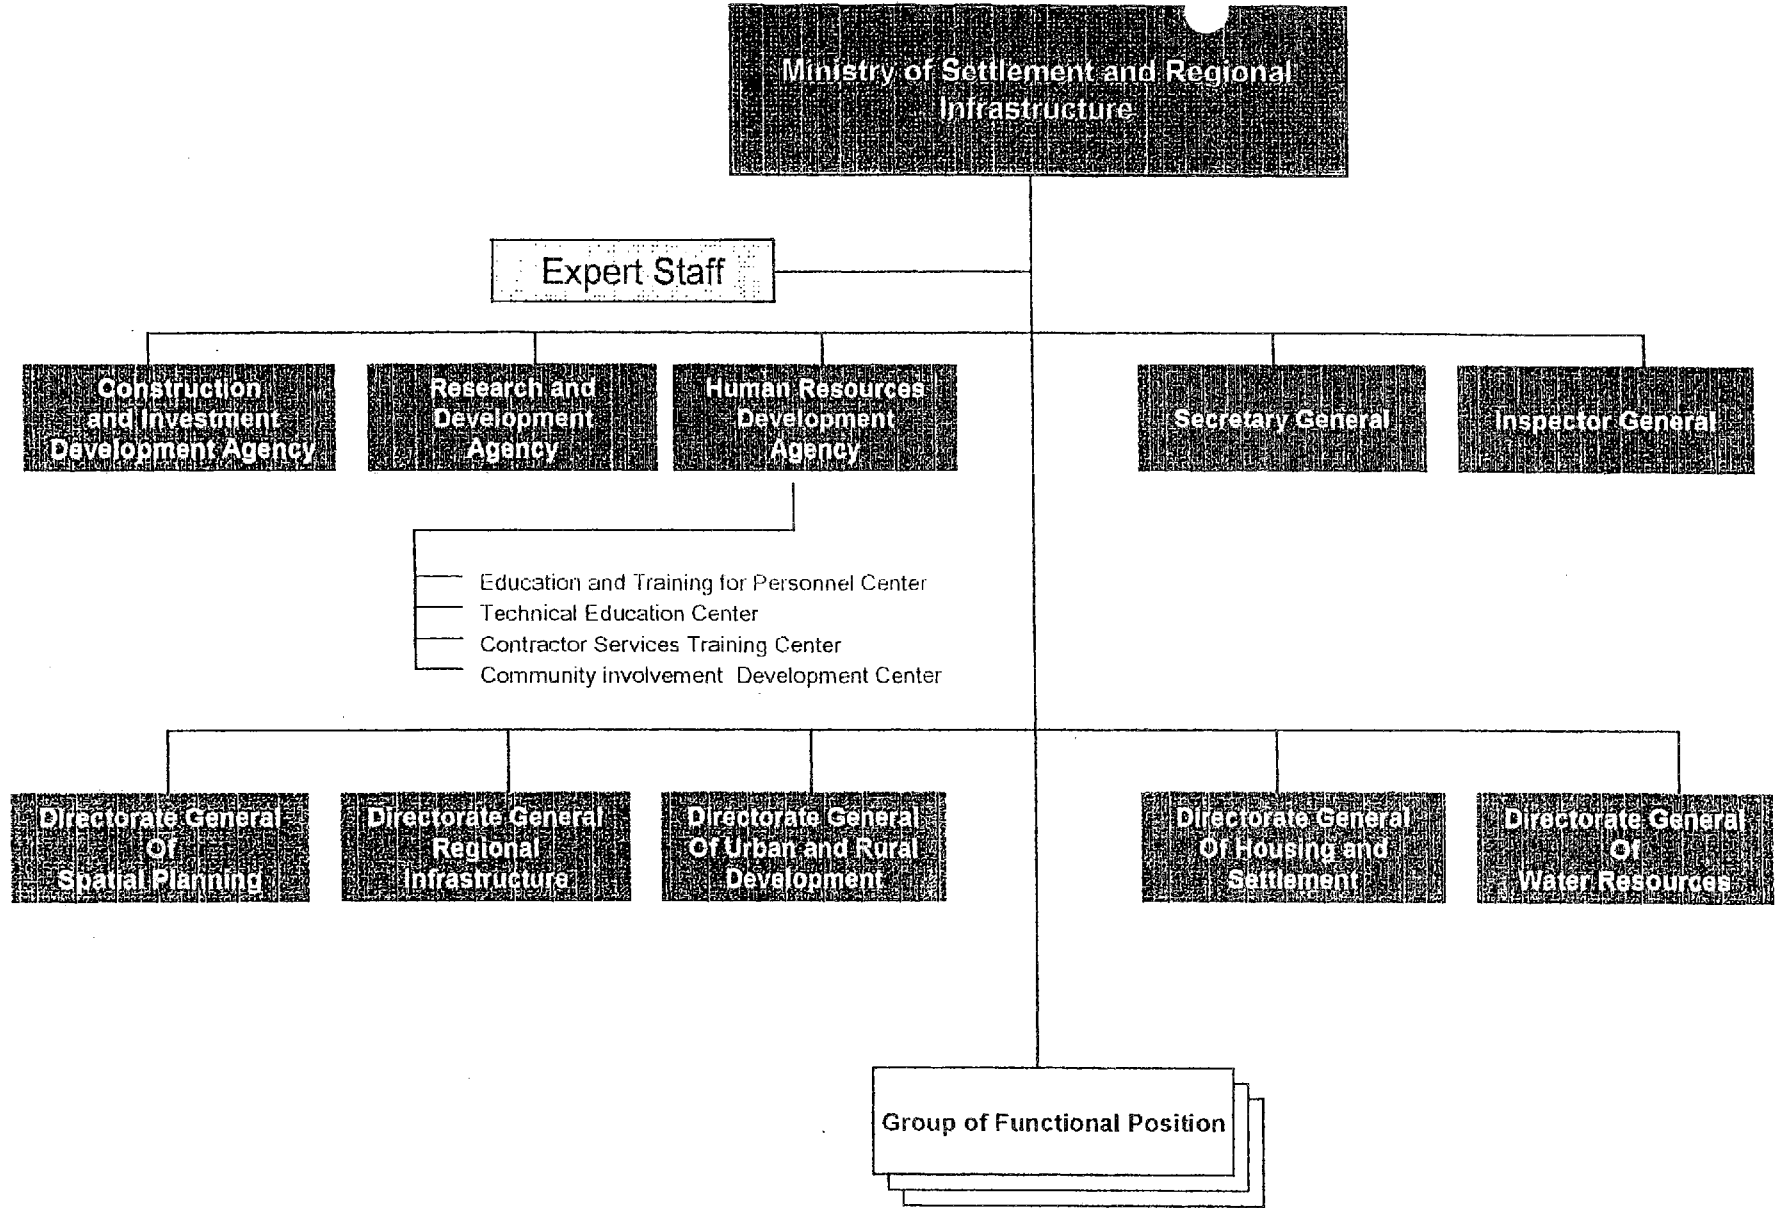 Ministry of Settlement and Regional
Infrastructure
Expert Staff
Construction
and Investment
Development Agency
Research and
Development
Agency
Human Resources
Development
Agency
Secretary General
Inspector General
Education and Training for Personnel Center
Technical Education Center
Contractor Services Training Center
Community involvement Development Center
Directorate General
Of
Spatial Planning
Directorate General
Regional
Infrastructure
Directorate General
Of Urban and Rural
Development
Directorate General
Of Housing and
Settlement
Directorate General
Of
Water Resources
Group of Functional Position